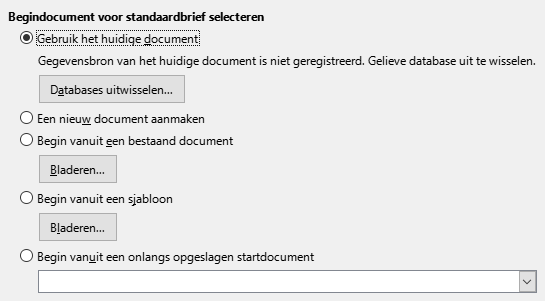 Begindocument voor standaardbrief selecteren
Gebruik het huidige document
Gegevensbron van het huidige document is niet geregistreerd. Gelieve database uit te wisselen.
Databases uitwisselen...
Een nieuw document aanmaken
Begin vanuit een bestaand document
Bladeren...
Begin vanuit een sjabloon
Bladeren...
Begin vanuit een onlangs opgeslagen startdocument